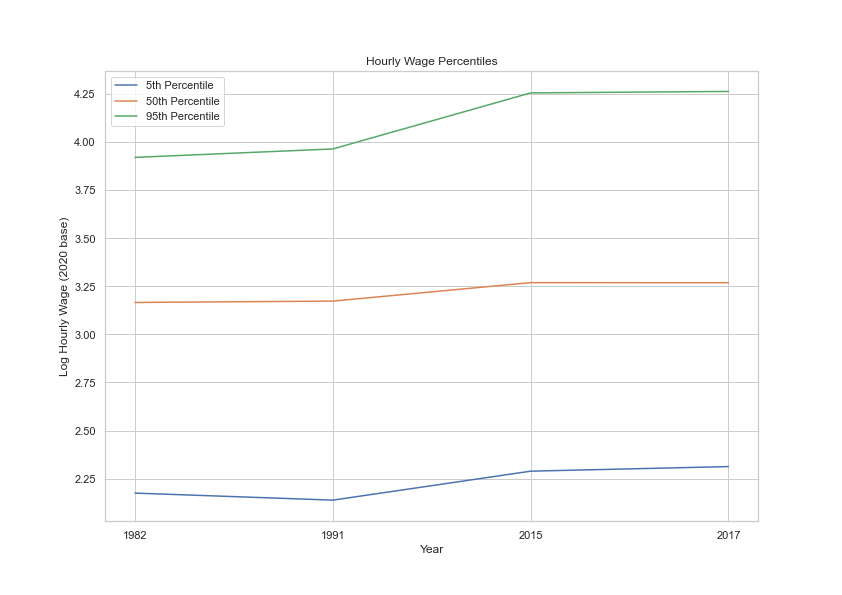 Hourly Wage Percentiles
5th Percentile
50th Percentile
95th Percentile
Log Hourly Wage (2020 base)
4.25
4.00
3.75
3.50
3.25
3.00
2.75
2.50
2.25
1982 1991 2015 2017
Year